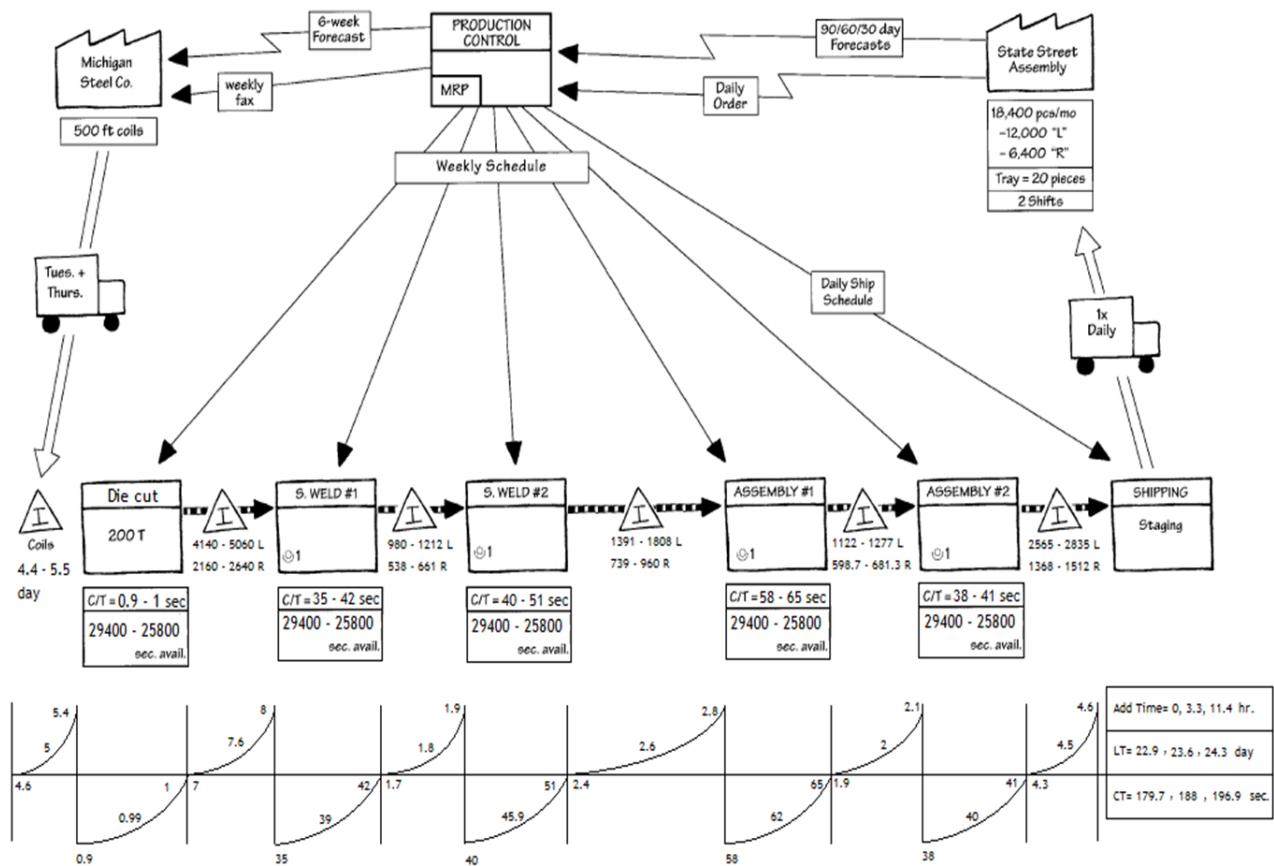 6-week
Forecast
PRODUCTION
CONTROL
90/60/30 day
Forecasts
Michigan
Steel Co.
State Street
Assembly
weekly
fax
MRP
Daily
Order
500 ft coils
18,400 pcs/mo
-12,000 "L"
- 6,400 "R"
Tray = 20 pieces
2 Shifts
Weekly Schedule
Tues. +
Thurs.
Daily Ship
Schedule
1x
Daily
Die cut
200 T
S. WELD #1
1
S. WELD #2
1
ASSEMBLY #1
1
ASSEMBLY #2
1
SHIPPING
Staging
I
I
I
I
I
I
Coils
4.4 - 5.5
day
4140 - 5060 L
2160 - 2640 R
980 - 1212 L
538 - 661 R
1391 - 1808 L
739 - 960 R
1122 - 1277 L
598.7 - 681.3 R
2565 - 2835 L
1368 - 1512 R
C/T = 0.9 - 1 sec
29400 - 25800
sec. avail.
C/T = 35 - 42 sec
29400 - 25800
sec. avail.
C/T = 40 - 51 sec
29400 - 25800
sec. avail.
C/T = 58 - 65 sec
29400 - 25800
sec. avail.
C/T = 38 - 41 sec
29400 - 25800
sec. avail.
5.4 8 1.9 2.8 2.1 4.6
5 7.6 1.8 2.6 2 4.5
4.6 1 7 42 1.7 51 2.4 65 1.9 41 4.3
0.99 39 45.9 62 40
0.9 35 40 58 38
Add Time= 0, 3.3, 11.4 hr.
LT= 22.9 , 23.6 , 24.3 day
CT= 179.7 , 188 , 196.9 sec.